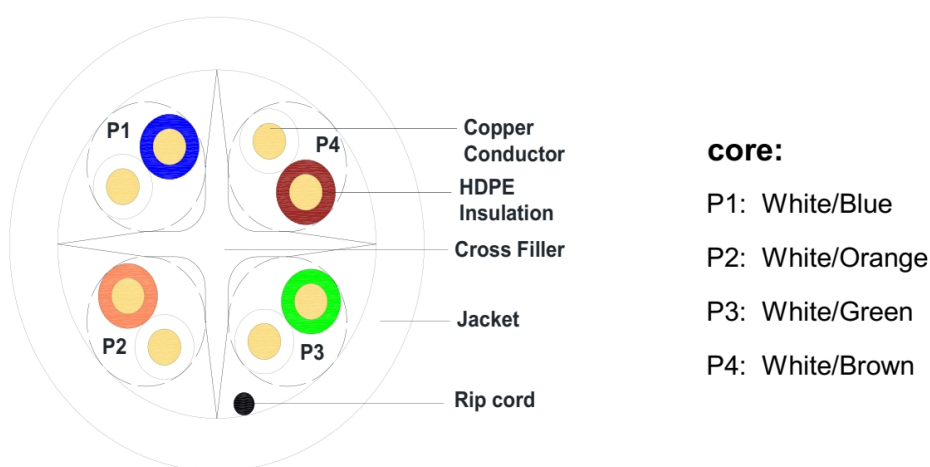 P1
P4
P2
P3
Copper
Conductor
HDPE
Insulation
Cross Filler
Jacket
Rip cord
core:
P1: White/Blue
P2: White/Orange
P3: White/Green
P4: White/Brown